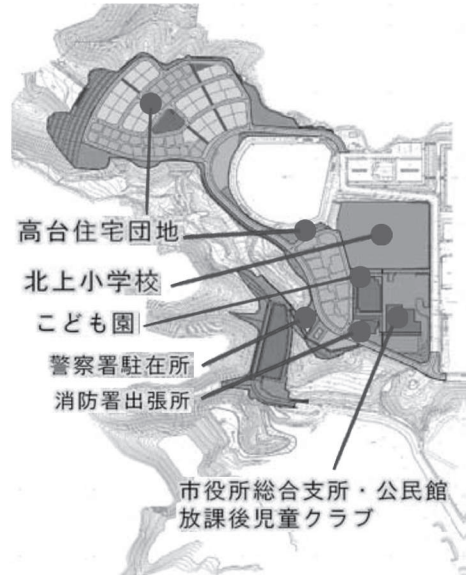 高台住宅団地
北上小学校
こども園
警察署駐在所
消防署出張所
市役所総合支所・公民館
放課後児童クラブ